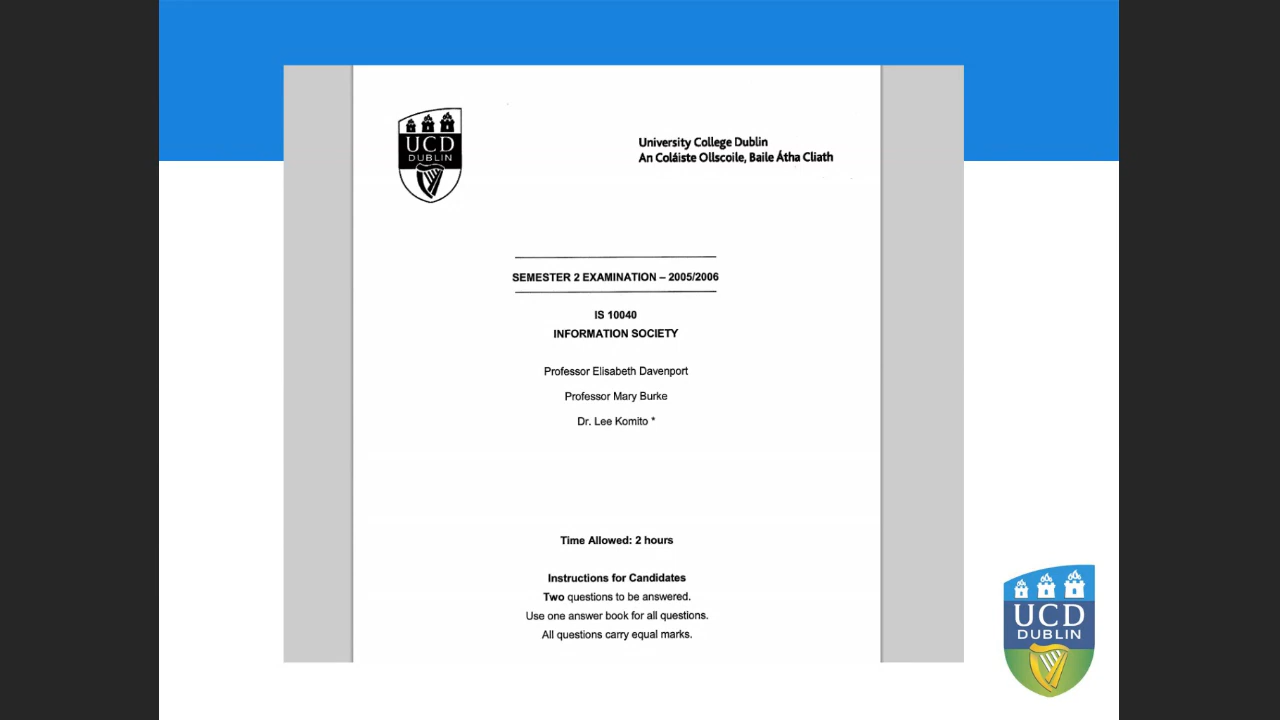 UCD
DUBLIN
University College Dublin
An Coláiste Ollscoile, Baile Átha Cliath
SEMESTER 2 EXAMINATION – 2005/2006
IS 10040
INFORMATION SOCIETY
Professor Elisabeth Davenport
Professor Mary Burke
Dr. Lee Komito *
Time Allowed: 2 hours
Instructions for Candidates
Two questions to be answered.
Use one answer book for all questions.
All questions carry equal marks.
UCD
DUBLIN